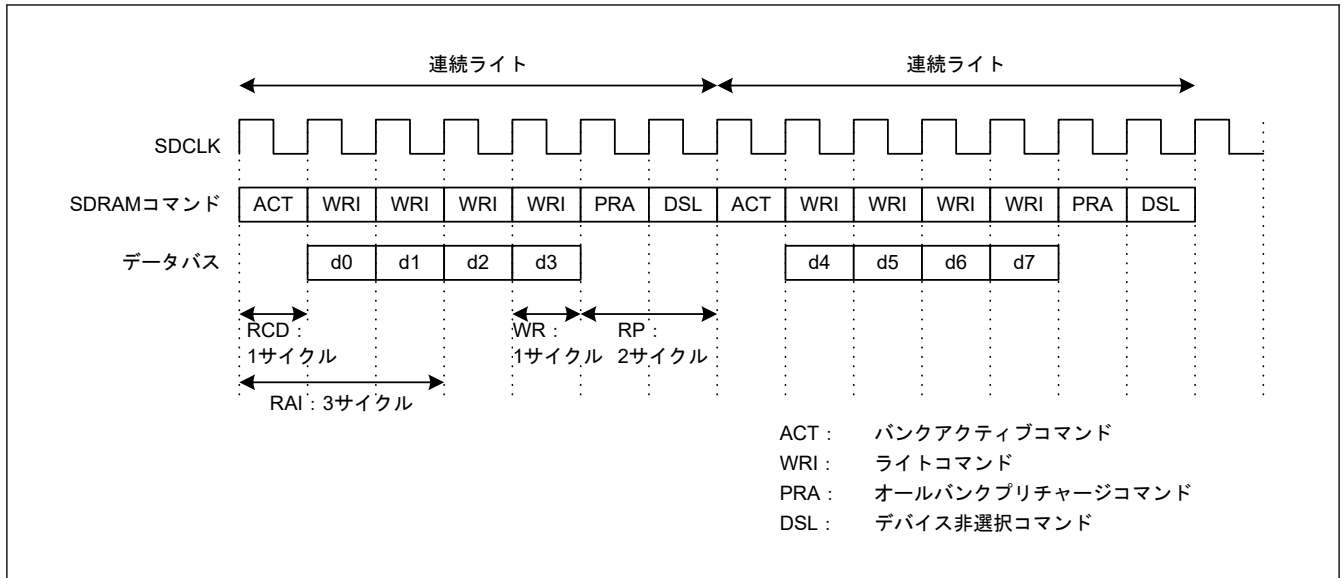 連続ライト 連続ライト
SDCLK
SDRAMコマンド ACT WRI WRI WRI WRI PRA DSL ACT WRI WRI WRI WRI PRA DSL
データバス d0 d1 d2 d3 d4 d5 d6 d7
RCD： WR： RP：
1サイクル 1サイクル 2サイクル
RAI：3サイクル
ACT： バンクアクティブコマンド
WRI： ライトコマンド
PRA： オールバンクプリチャージコマンド
DSL： デバイス非選択コマンド